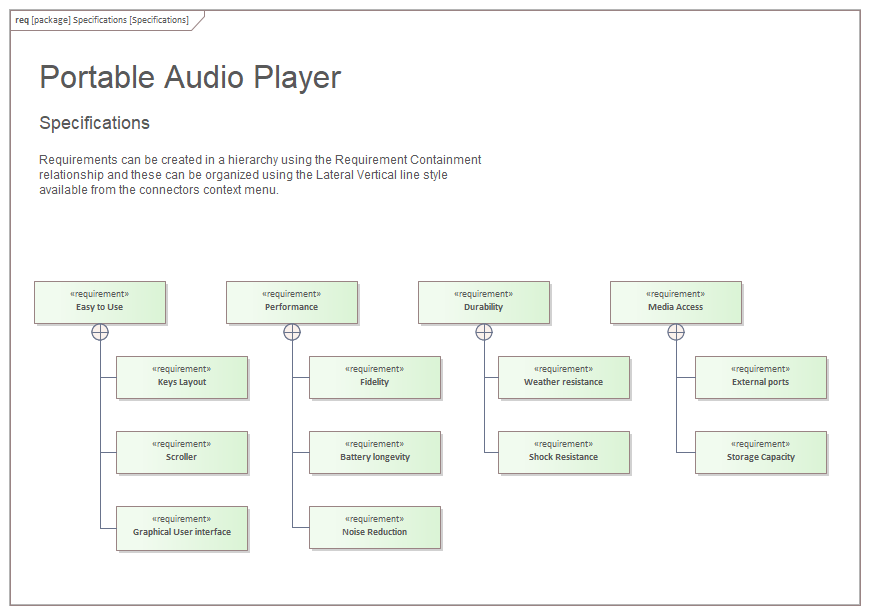 req [package] Specifications [Specifications]
Portable Audio Player
Specifications
Requirements can be created in a hierarchy using the Requirement Containment
relationship and these can be organized using the Lateral Vertical line style
available from the connectors context menu.
«requirement»
Easy to Use
«requirement»
Performance
«requirement»
Durability
«requirement»
Media Access
«requirement»
Keys Layout
«requirement»
Fidelity
«requirement»
Weather resistance
«requirement»
External ports
«requirement»
Scroller
«requirement»
Battery longevity
«requirement»
Shock Resistance
«requirement»
Storage Capacity
«requirement»
Graphical User interface
«requirement»
Noise Reduction